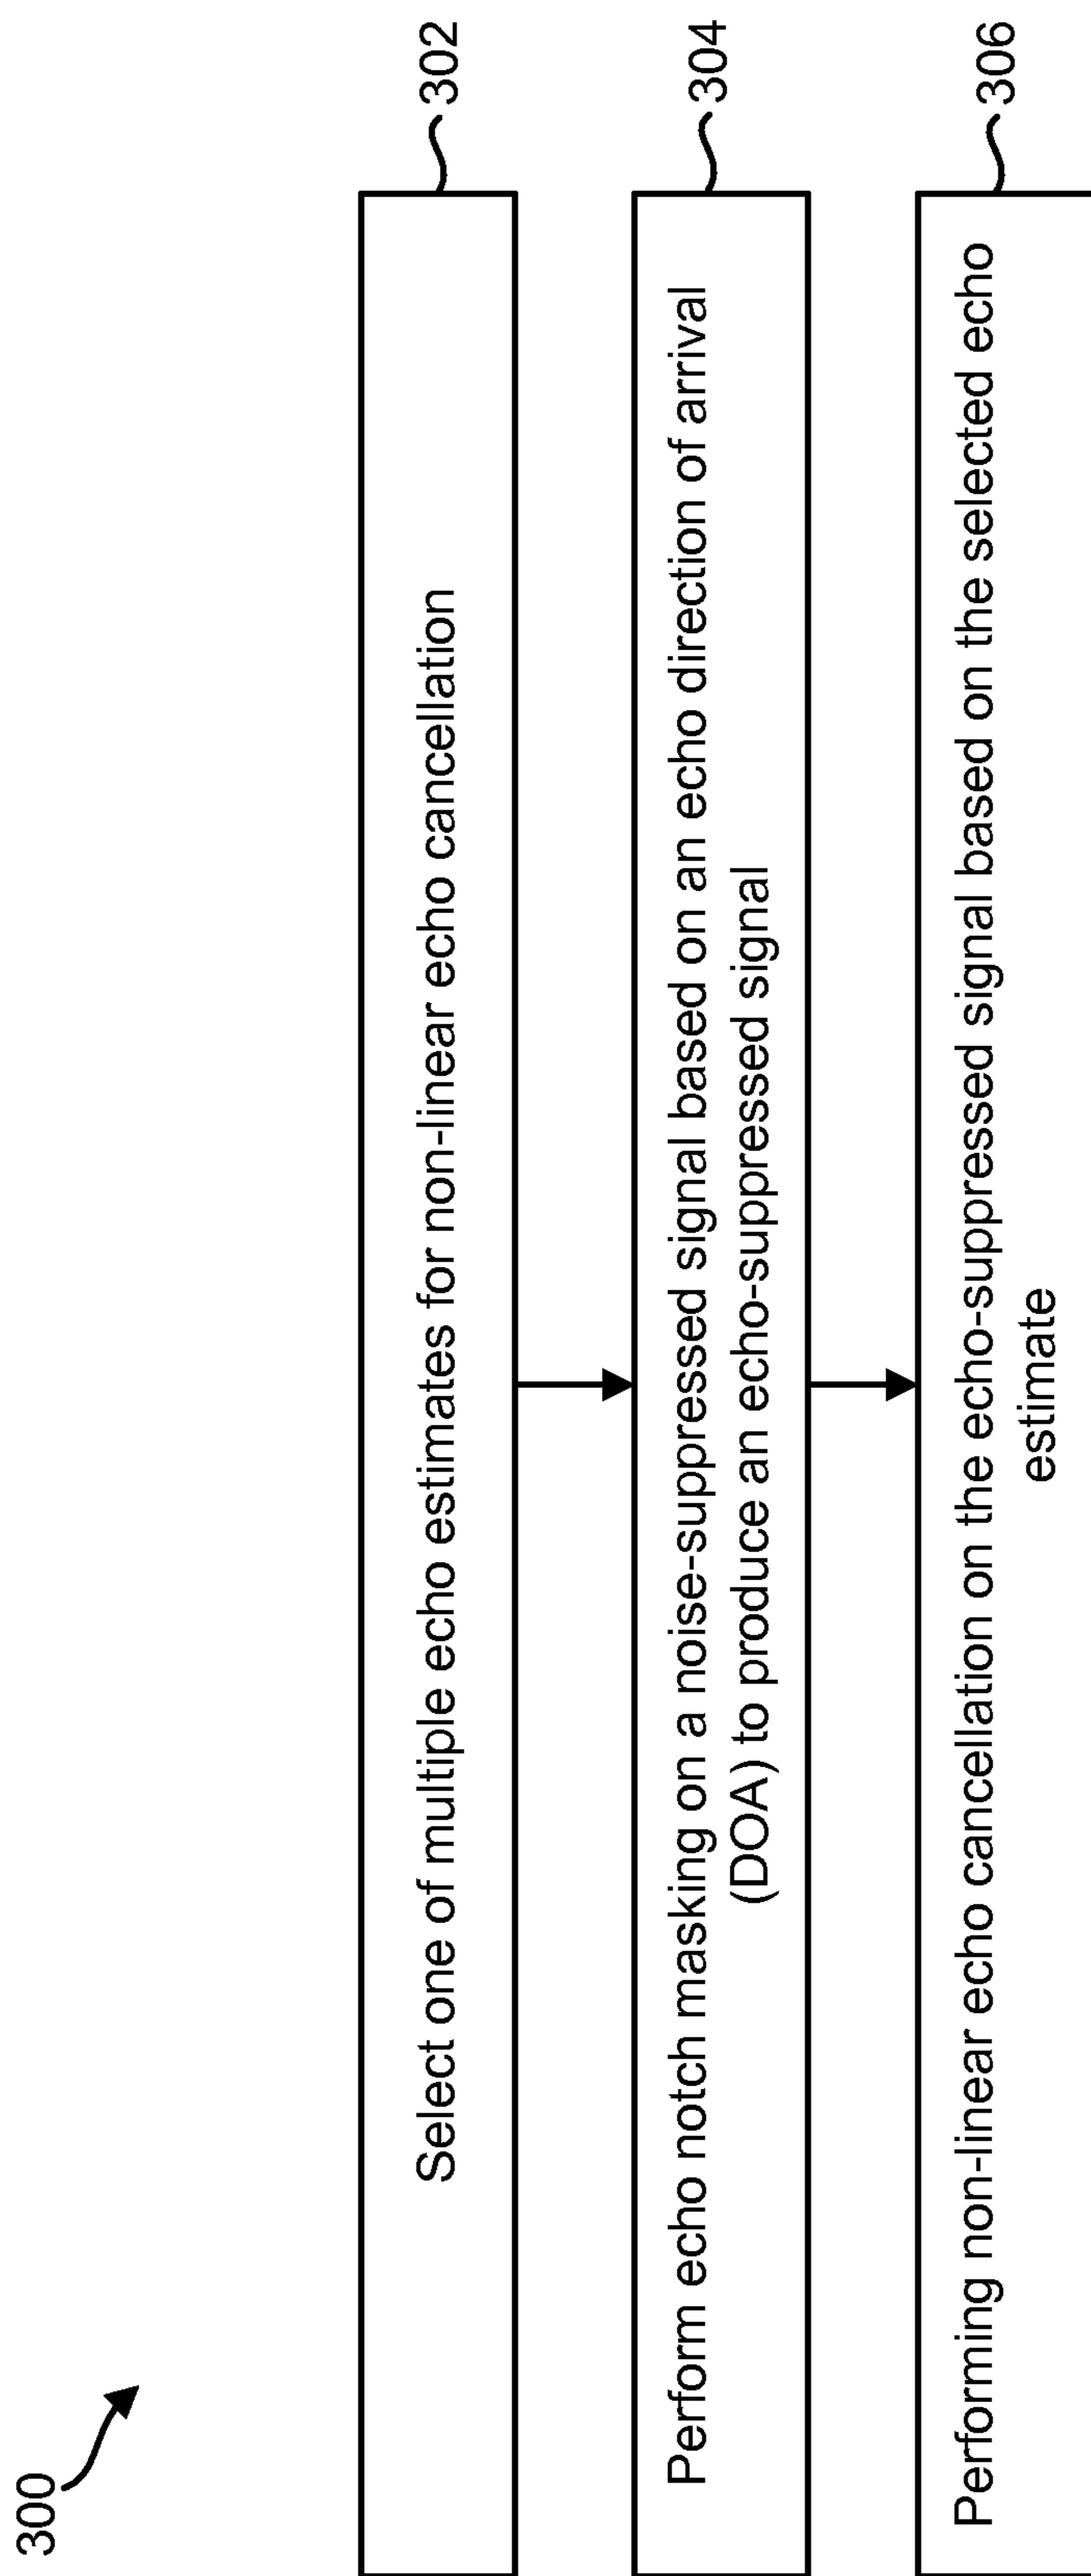 300
302
Select one of multiple echo estimates for non-linear echo cancellation
304
Perform echo notch masking on a noise-suppressed signal based on an echo direction of arrival
(DOA) to produce an echo-suppressed signal
306
Performing non-linear echo cancellation on the echo-suppressed signal based on the selected echo
estimate